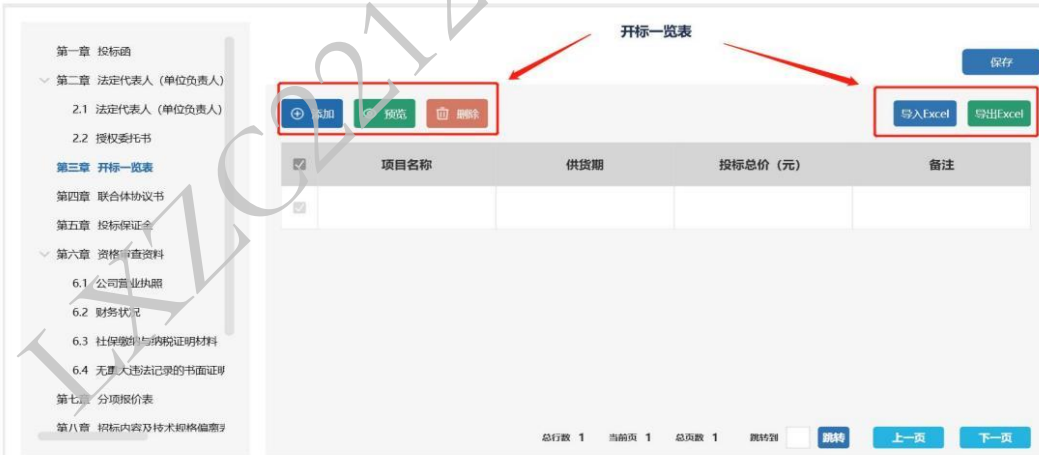 开标一览表
保存
第一章 投标函
第二章 法定代表人（单位负责人）
2.1 法定代表人（单位负责人）
2.2 授权委托书
第三章 开标一览表
第四章 联合体协议书
第五章 投标保证金
第六章 资格审查资料
6.1 公司营业执照
6.2 财务状况
6.3 社保缴纳与纳税证明材料
6.4 无重大违法记录的书面证明
第七章 分项报价表
第八章 招标内容及技术规格偏离
添加 预览 删除 导入Excel 导出Excel
项目名称 供货期 投标总价（元） 备注
总行数 1 当前页 1 总页数 1 跳转到 跳转 上一页 下一页
LXZC212